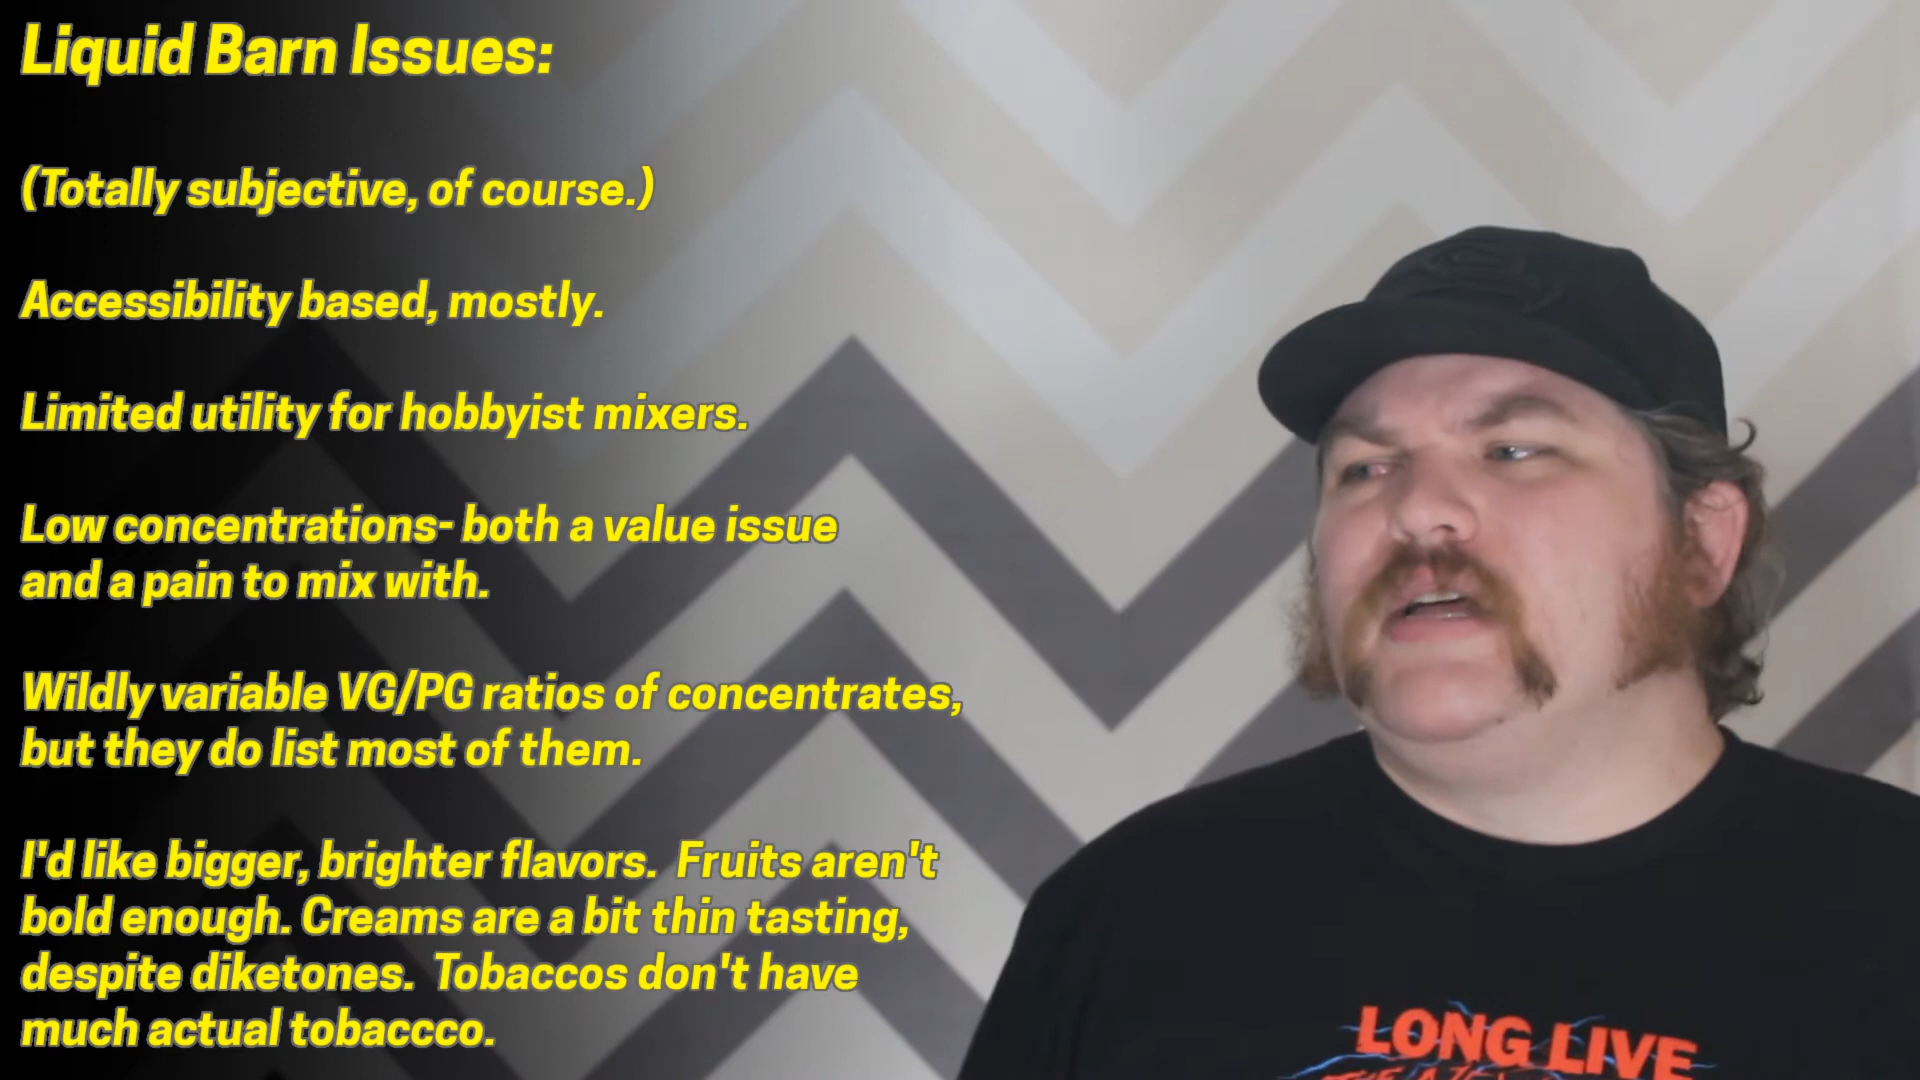 Liquid Barn Issues:
(Totally subjective, of course.)
Accessibility based, mostly.
Limited utility for hobbyist mixers.
Low concentrations- both a value issue
and a pain to mix with.
Wildly variable VG/PG ratios of concentrates,
but they do list most of them.
I'd like bigger, brighter flavors.  Fruits aren't
bold enough. Creams are a bit thin tasting,
despite diketones.  Tobaccos don't have
much actual tobaccco.
LONG LIVE